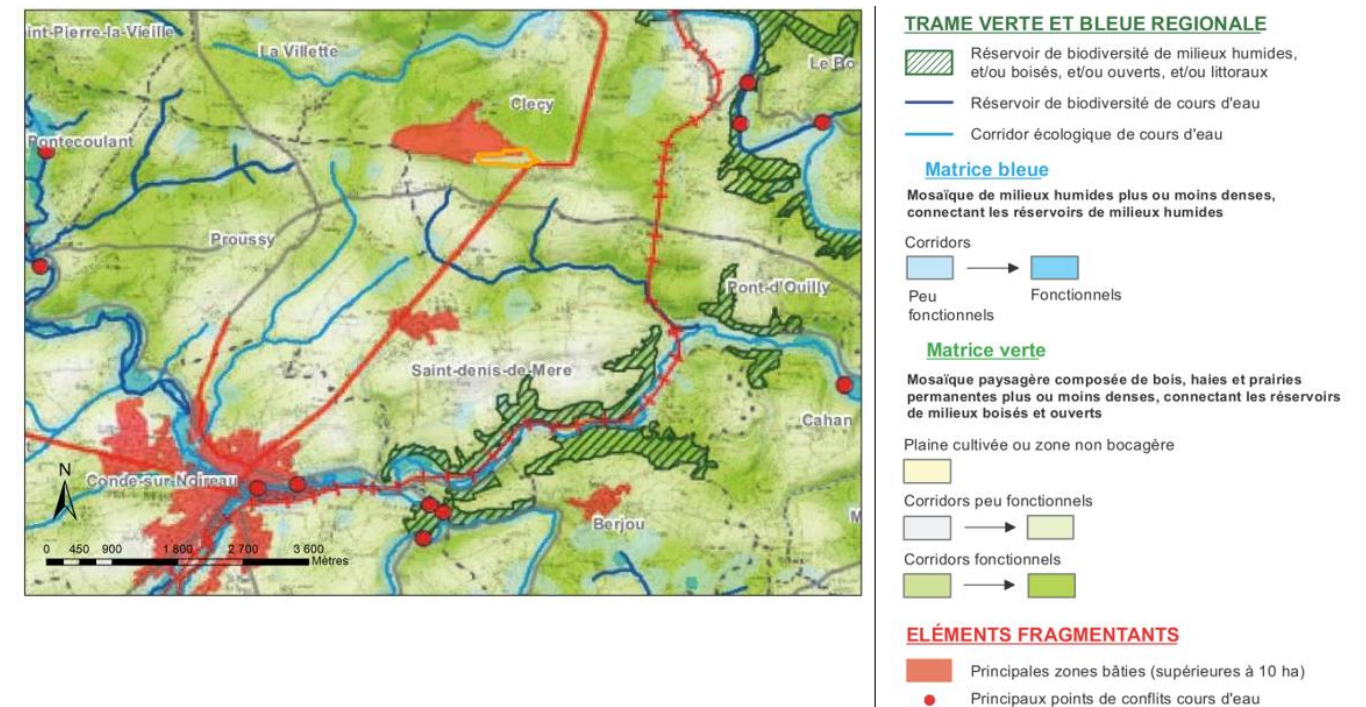 int-Pierre-la-Vieille
La Villette
Le Bo
Clecy
Pontecoulant
Proussy
Pont-d'Ouilly
Saint-denis-de-Mere
Cahan
Conde-sur-Noireau
Berjou
M
N
0 450 900 1 800 2 700 3 600
Mètres
TRAME VERTE ET BLEUE REGIONALE
Réservoir de biodiversité de milieux humides,
et/ou boisés, et/ou ouverts, et/ou littoraux
Réservoir de biodiversité de cours d'eau
Corridor écologique de cours d'eau
Matrice bleue
Mosaïque de milieux humides plus ou moins denses,
connectant les réservoirs de milieux humides
Corridors
Peu
fonctionnels
Fonctionnels
Matrice verte
Mosaïque paysagère composée de bois, haies et prairies
permanentes plus ou moins denses, connectant les réservoirs
de milieux boisés et ouverts
Plaine cultivée ou zone non bocagère
Corridors peu fonctionnels
Corridors fonctionnels
ELÉMENTS FRAGMENTANTS
Principales zones bâties (supérieures à 10 ha)
Principaux points de conflits cours d'eau